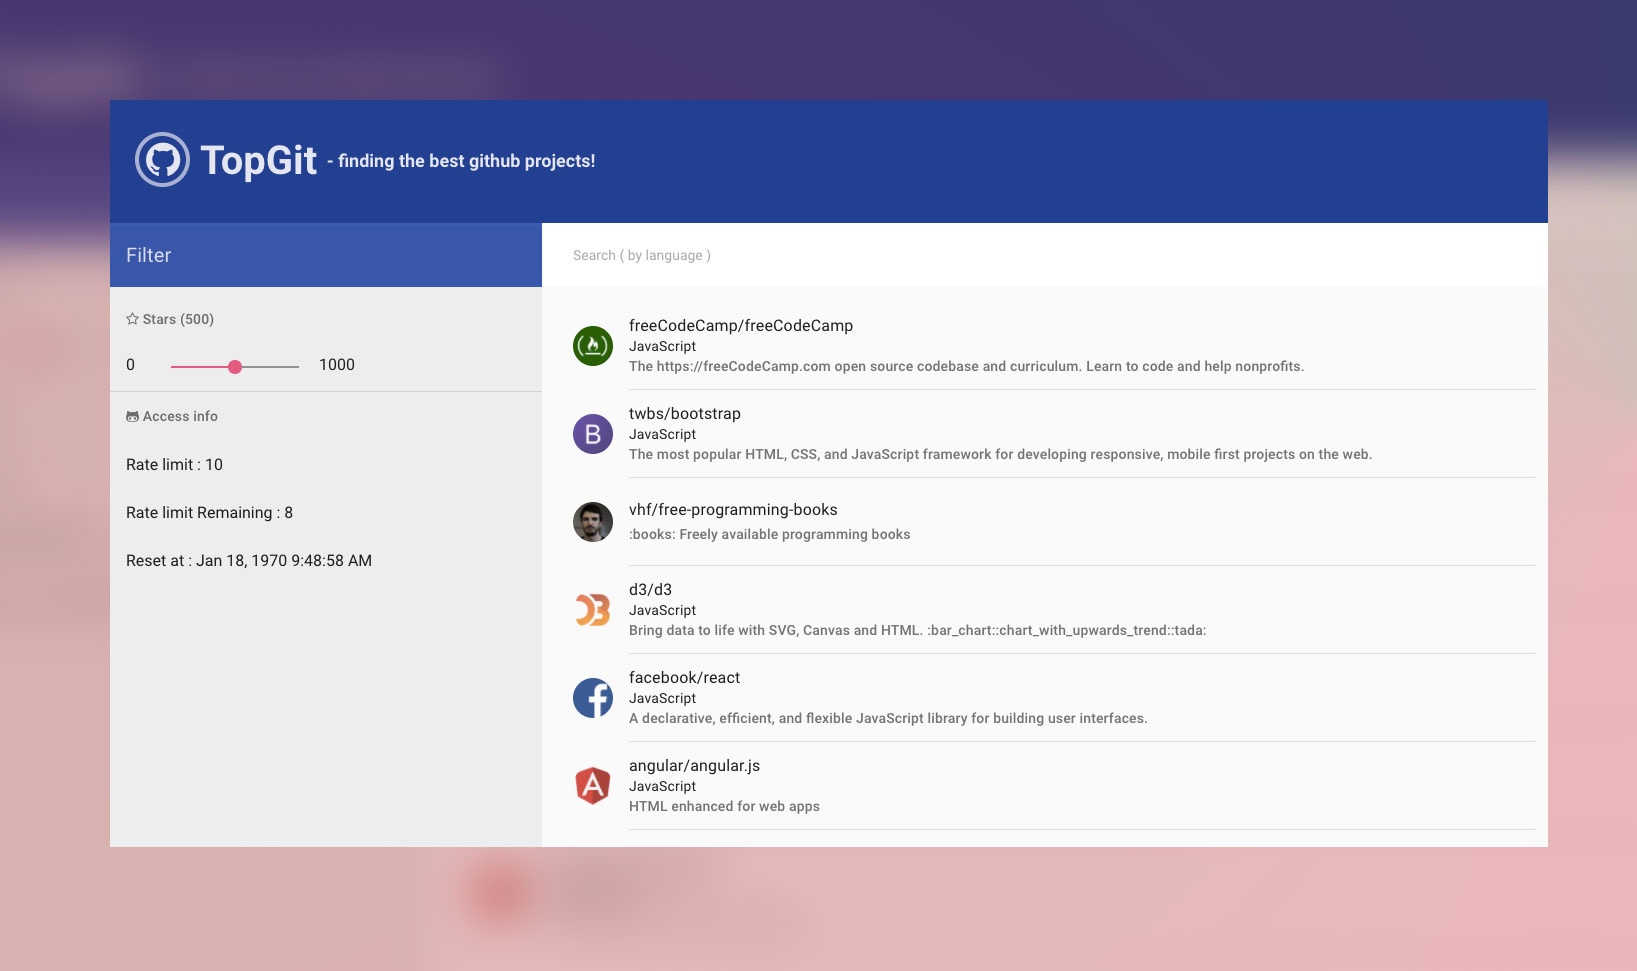 TopGit - finding the best github projects!
Filter
Search ( by language )
Stars (500)
0 1000
Access info
Rate limit : 10
Rate limit Remaining : 8
Reset at : Jan 18, 1970 9:48:58 AM
freeCodeCamp/freeCodeCamp
JavaScript
The https://freeCodeCamp.com open source codebase and curriculum. Learn to code and help nonprofits.
B
twbs/bootstrap
JavaScript
The most popular HTML, CSS, and JavaScript framework for developing responsive, mobile first projects on the web.
vhf/free-programming-books
:books: Freely available programming books
d3/d3
JavaScript
Bring data to life with SVG, Canvas and HTML. :bar_chart::chart_with_upwards_trend::tada:
facebook/react
JavaScript
A declarative, efficient, and flexible JavaScript library for building user interfaces.
angular/angular.js
JavaScript
HTML enhanced for web apps